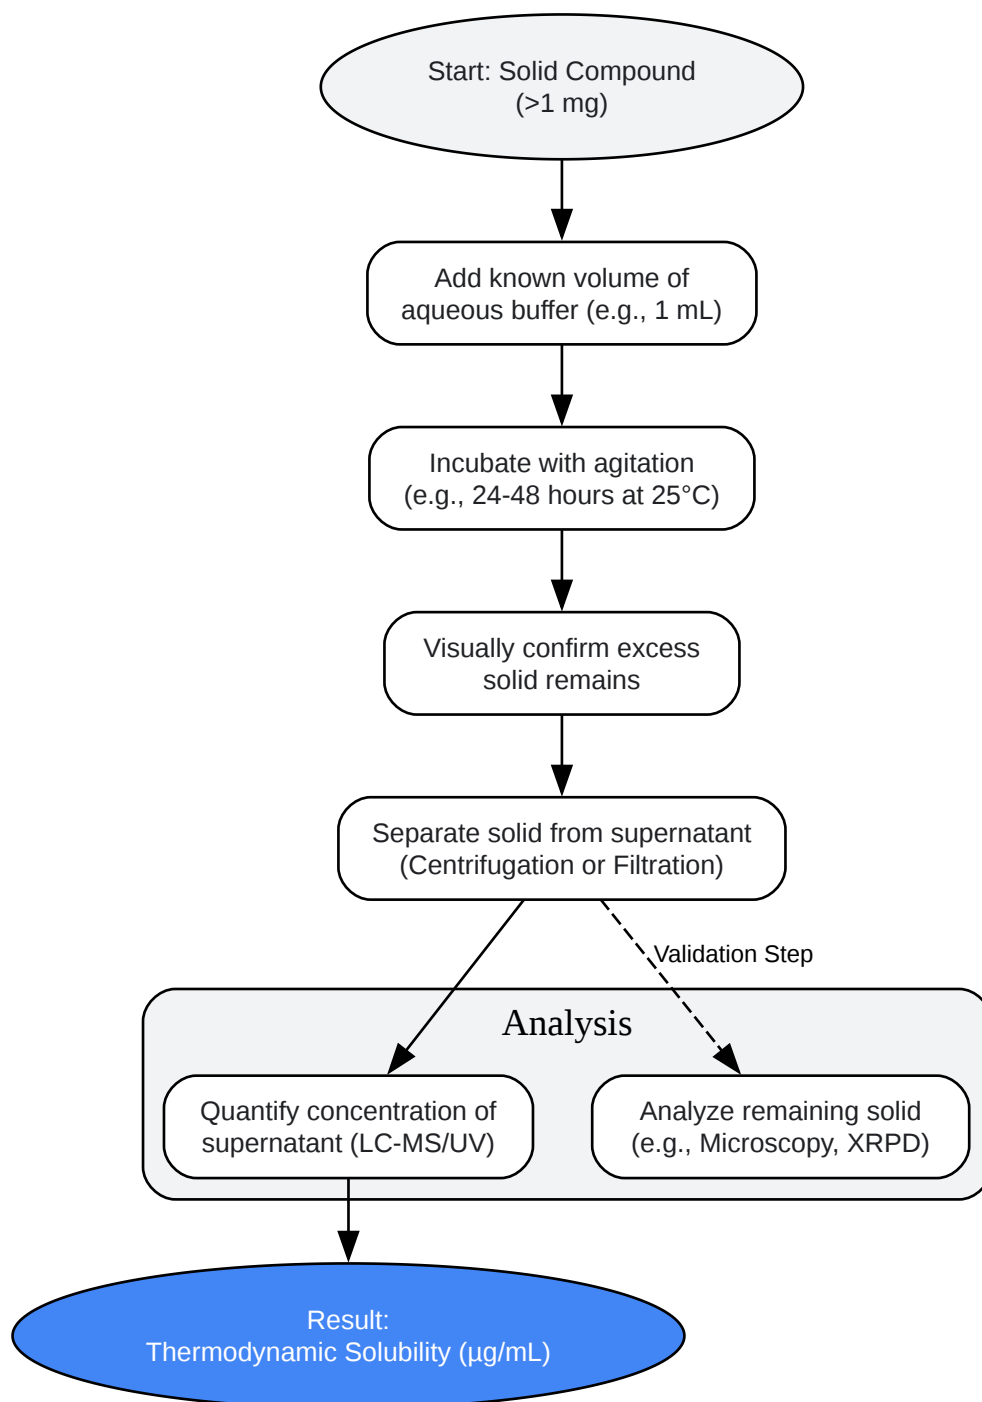 Start: Solid Compound
(>1 mg)
Add known volume of
aqueous buffer (e.g., 1 mL)
Incubate with agitation
(e.g., 24-48 hours at 25°C)
Visually confirm excess
solid remains
Separate solid from supernatant
(Centrifugation or Filtration)
Validation Step
Analysis
Quantify concentration of
supernatant (LC-MS/UV)
Analyze remaining solid
(e.g., Microscopy, XRPD)
Result:
Thermodynamic Solubility (µg/mL)